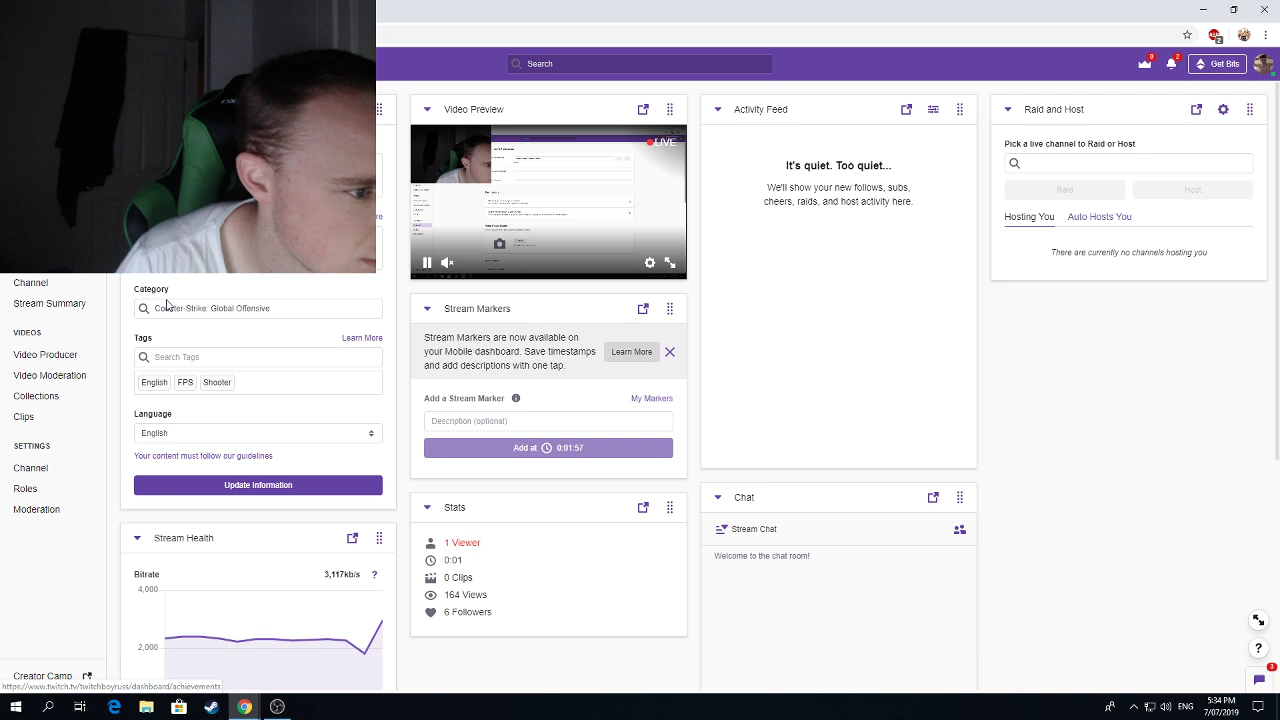 Search
9
2
Get Bits
Video Preview
Activity Feed
Raid and Host
LIVE
It's quiet. Too quiet...
We'll show your new follows, subs,
cheers, raids, and host activity here.
Pick a live channel to Raid or Host
Raid
Host
Hosting You
Auto Hosts You
There are currently no channels hosting you
Channel
Stream Summary
VIDEOS
Video Producer
Video Moderation
Collections
Clips
SETTINGS
Channel
Roles
Moderation
Creator Camp
Category
Counter-Strike: Global Offensive
Tags
Learn More
Search Tags
English
FPS
Shooter
Language
English
Your content must follow our guidelines
Update Information
Stream Health
Bitrate
3,117kb/s
?
4,000
2,000
Stream Markers
Stream Markers are now available on
your Mobile dashboard. Save timestamps
and add descriptions with one tap.
Learn More
Add a Stream Marker
My Markers
Description (optional)
Add at 0:01:57
Stats
1 Viewer
0:01
0 Clips
164 Views
6 Followers
Chat
Stream Chat
Welcome to the chat room!
?
3
https://www.twitch.tv/twitchboyruss/dashboard/achievements
ENG
5:34 PM
7/07/2019